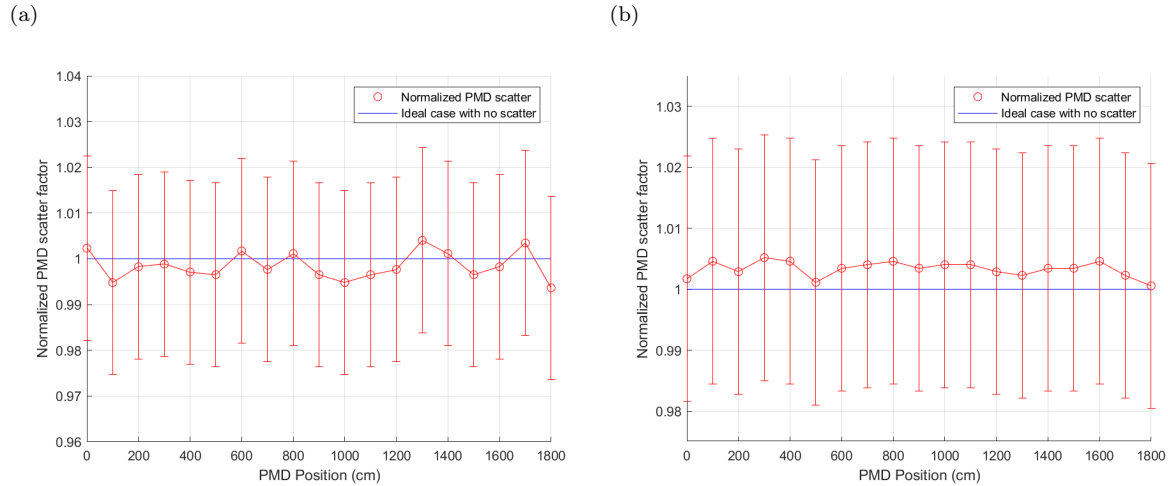 (a)
1.04
1.03
1.02
1.01
1
0.99
0.98
0.97
0.96
Normalized PMD scatter factor
Normalized PMD scatter
Ideal case with no scatter
0 200 400 600 800 1000 1200 1400 1600 1800
PMD Position (cm)
(b)
1.03
1.02
1.01
1
0.99
0.98
Normalized PMD scatter factor
Normalized PMD scatter
Ideal case with no scatter
0 200 400 600 800 1000 1200 1400 1600 1800
PMD Position (cm)